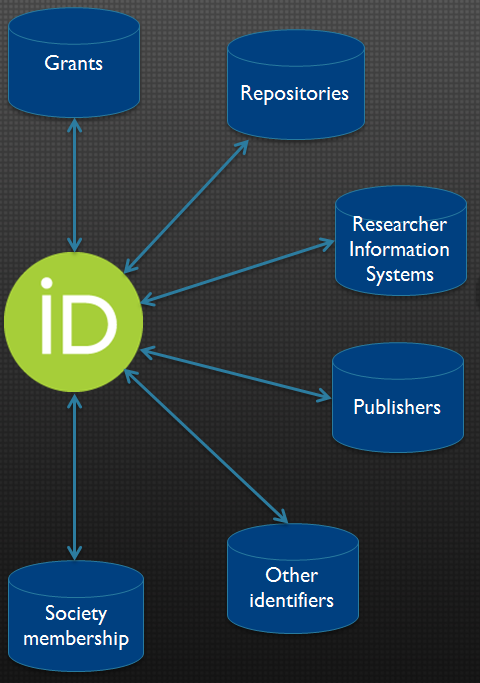 Grants
Repositories
Researcher
Information
Systems
iD
Publishers
Other
identifiers
Society
membership